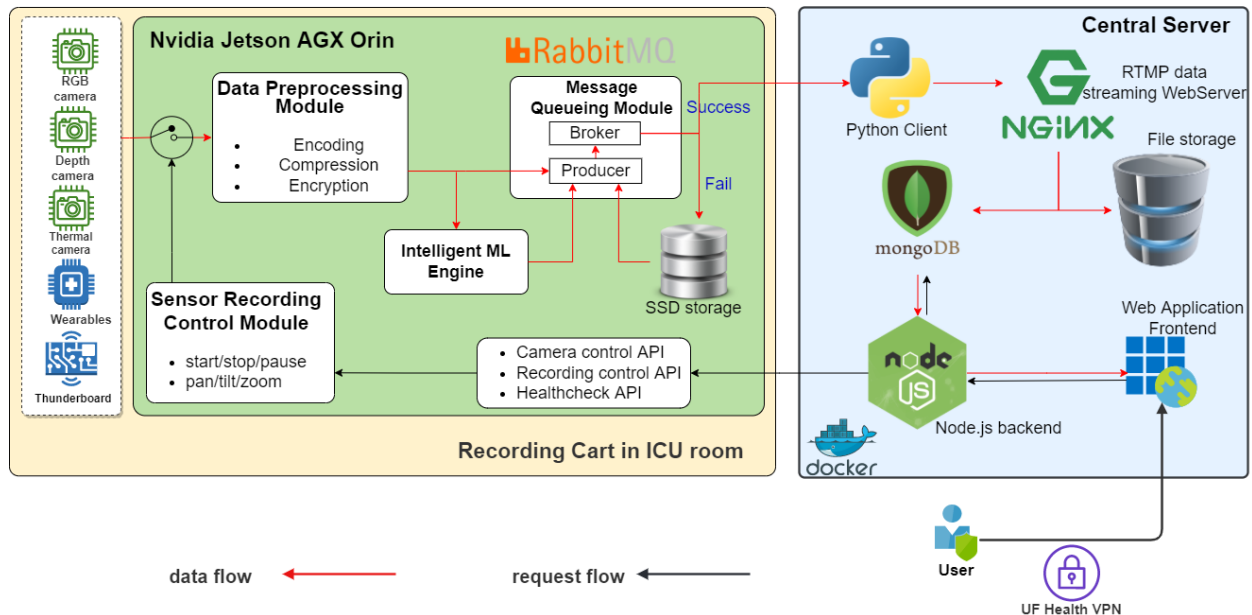 RGB
camera
Depth
camera
Thermal
camera
Wearables
Thunderboard
Nvidia Jetson AGX Orin
RabbitMQ
Data Preprocessing
Module
• Encoding
• Compression
• Encryption
Message
Queueing Module
Broker
Producer
Success
Fail
Intelligent ML
Engine
SSD storage
Sensor Recording
Control Module
• start/stop/pause
• pan/tilt/zoom
• Camera control API
• Recording control API
• Healthcheck API
Recording Cart in ICU room
Central Server
Python Client
G
NGiNX
RTMP data
streaming WebServer
File storage
mongoDB
Web Application
Frontend
node
JS
Node.js backend
docker
User
UF Health VPN
data flow
request flow